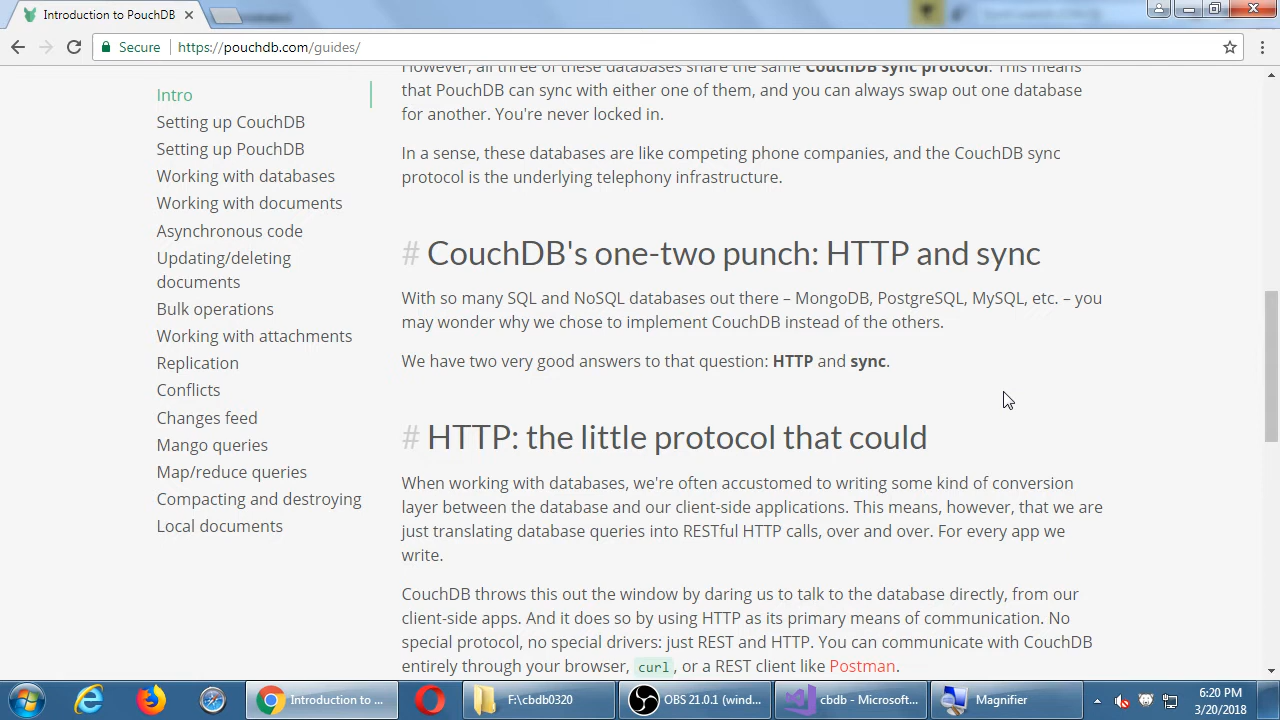 Introduction to PouchDB
Secure
https://pouchdb.com/guides/
Intro
Setting up CouchDB
Setting up PouchDB
Working with databases
Working with documents
Asynchronous code
Updating/deleting
documents
Bulk operations
Working with attachments
Replication
Conflicts
Changes feed
Mango queries
Map/reduce queries
Compacting and destroying
Local documents
However, all three of these databases share the same CouchDB sync protocol. This means
that PouchDB can sync with either one of them, and you can always swap out one database
for another. You're never locked in.
In a sense, these databases are like competing phone companies, and the CouchDB sync
protocol is the underlying telephony infrastructure.
# CouchDB's one-two punch: HTTP and sync
With so many SQL and NoSQL databases out there – MongoDB, PostgreSQL, MySQL, etc. – you
may wonder why we chose to implement CouchDB instead of the others.
We have two very good answers to that question: HTTP and sync.
# HTTP: the little protocol that could
When working with databases, we're often accustomed to writing some kind of conversion
layer between the database and our client-side applications. This means, however, that we are
just translating database queries into RESTful HTTP calls, over and over. For every app we
write.
CouchDB throws this out the window by daring us to talk to the database directly, from our
client-side apps. And it does so by using HTTP as its primary means of communication. No
special protocol, no special drivers: just REST and HTTP. You can communicate with CouchDB
entirely through your browser, curl, or a REST client like Postman.
Introduction to ...
F:\cbdb0320
OBS 21.0.1 (wind...
cbdb - Microsoft...
Magnifier
6:20 PM
3/20/2018